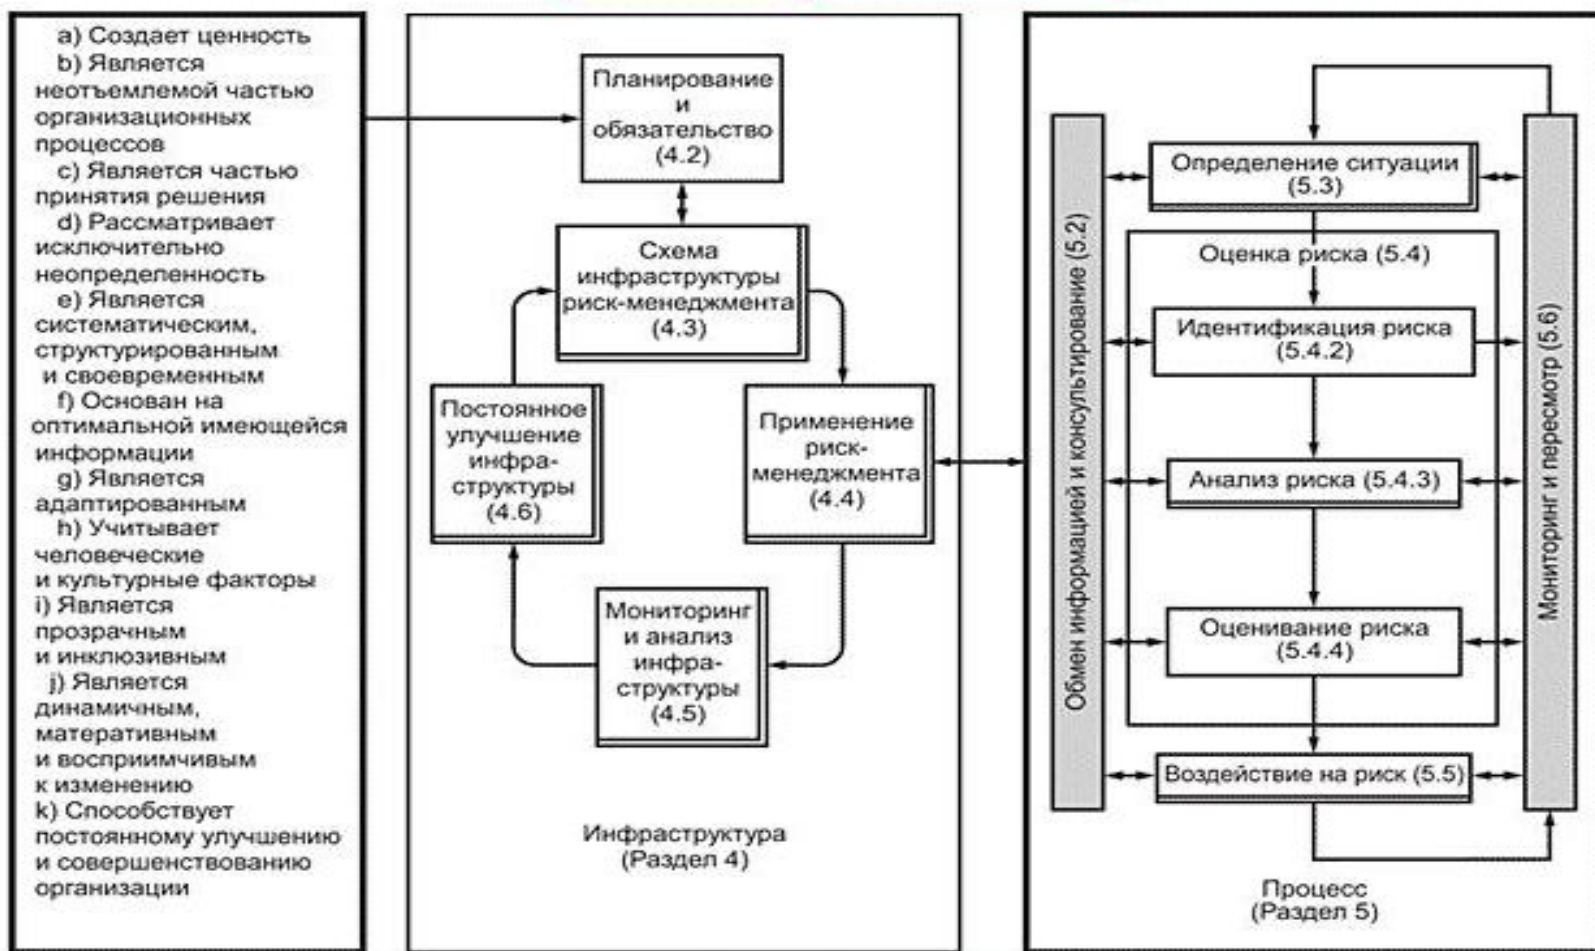 a) Создает ценность
b) Является
неотъемлемой частью
организационных
процессов
c) Является частью
принятия решения
d) Рассматривает
исключительно
неопределенность
e) Является
систематическим,
структурированным
и своевременным
f) Основан на
оптимальной имеющейся
информации
g) Является
адаптированным
h) Учитывает
человеческие
и культурные факторы
i) Является
прозрачным
и инклюзивным
j) Является
динамичным,
матеративным
и восприимчивым
к изменению
k) Способствует
постоянному улучшению
и совершенствованию
организации
Планирование
и
обязательство
(4.2)
Схема
инфраструктуры
риск-менеджмента
(4.3)
Постоянное
улучшение
инфра-
структуры
(4.6)
Применение
риск-
менеджмента
(4.4)
Мониторинг
и анализ
инфра-
структуры
(4.5)
Инфраструктура
(Раздел 4)
Обмен информацией и консультирование (5.2)
Определение ситуации
(5.3)
Оценка риска (5.4)
Идентификация риска
(5.4.2)
Анализ риска (5.4.3)
Оценивание риска
(5.4.4)
Воздействие на риск (5.5)
Мониторинг и пересмотр (5.6)
Процесс
(Раздел 5)